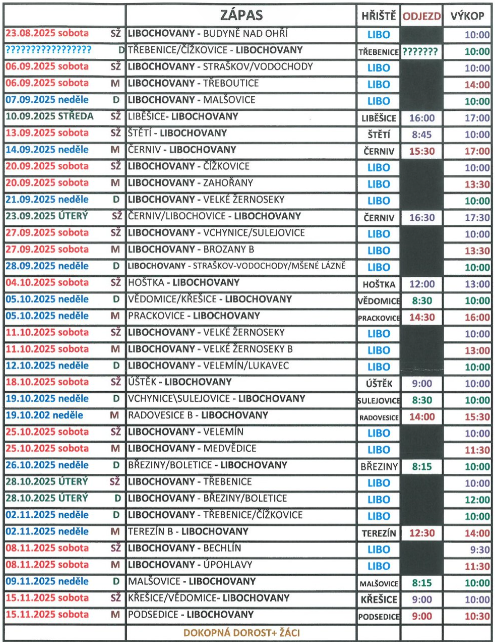 ZÁPAS HŘIŠTĚ ODJEZD VÝKOP
23.08.2025 sobota SŽ LIBOCHOVANY - BUDYNĚ NAD OHŘÍ LIBO 10:00
???????????????? D TŘEBENICE/ČÍŽKOVICE - LIBOCHOVANY TŘEBENICE ??????? 10:00
06.09.2025 sobota SŽ LIBOCHOVANY - STRAŠKOV/VODOCHODY LIBO 10:00
06.09.2025 sobota M LIBOCHOVANY - TŘEBOUTICE LIBO 14:00
07.09.2025 neděle D LIBOCHOVANY - MALŠOVICE LIBO 10:00
10.09.2025 STŘEDA SŽ LIBĚŠICE- LIBOCHOVANY LIBĚŠICE 16:00 17:00
13.09.2025 sobota SŽ ŠTĚTÍ - LIBOCHOVANY ŠTĚTÍ 8:45 10:00
14.09.2025 neděle M ČERNIV - LIBOCHOVANY ČERNIV 15:30 17:00
20.09.2025 sobota SŽ LIBOCHOVANY - ČÍŽKOVICE LIBO 10:00
20.09.2025 sobota M LIBOCHOVANY - ZAHOŘANY LIBO 13:30
21.09.2025 neděle D LIBOCHOVANY - VELKÉ ŽERNOSEKY LIBO 10:00
23.09.2025 ÚTERÝ SŽ ČERNIV/LIBOCHOVICE - LIBOCHOVANY ČERNIV 16:30 17:30
27.09.2025 sobota SŽ LIBOCHOVANY - VCHYNICE/SULEJOVICE LIBO 10:00
27.09.2025 sobota M LIBOCHOVANY - BROZANY B LIBO 13:30
28.09.2025 neděle D LIBOCHOVANY - STRAŠKOV-VODOCHODY/MŠENÉ LÁZNĚ LIBO 10:00
04.10.2025 sobota SŽ HOŠTKA - LIBOCHOVANY HOŠTKA 12:00 13:00
05.10.2025 neděle D VĚDOMICE/KŘEŠICE - LIBOCHOVANY VĚDOMICE 8:30 10:00
05.10.2025 neděle M PRACKOVICE - LIBOCHOVANY PRACKOVICE 14:30 16:00
11.10.2025 sobota SŽ LIBOCHOVANY - VELKÉ ŽERNOSEKY LIBO 10:00
11.10.2025 sobota M LIBOCHOVANY - VELKÉ ŽERNOSEKY B LIBO 13:00
12.10.2025 neděle D LIBOCHOVANY - VELEMÍN/LUKAVEC LIBO 10:00
18.10.2025 sobota SŽ ÚŠTĚK - LIBOCHOVANY ÚŠTĚK 9:00 10:00
19.10.2025 neděle D VCHYNICE\SULEJOVICE - LIBOCHOVANY SULEJOVICE 8:30 10:00
19.10.202 neděle M RADOVESICE B - LIBOCHOVANY RADOVESICE 14:00 15:30
25.10.2025 sobota SŽ LIBOCHOVANY - VELEMÍN LIBO 10:00
25.10.2025 sobota M LIBOCHOVANY - MEDVĚDICE LIBO 11:30
26.10.2025 neděle D BŘEZINY/BOLETICE - LIBOCHOVANY BŘEZINY 8:15 10:00
28.10.2025 ÚTERÝ SŽ LIBOCHOVANY - TŘEBENICE LIBO 10:00
28.10.2025 ÚTERÝ D LIBOCHOVANY - BŘEZINY/BOLETICE LIBO 12:00
02.11.2025 neděle D LIBOCHOVANY - TŘEBENICE/ČÍŽKOVICE LIBO 10:00
02.11.2025 neděle M TEREZÍN B - LIBOCHOVANY TEREZÍN 12:30 14:00
08.11.2025 sobota SŽ LIBOCHOVANY - BECHLÍN LIBO 9:30
08.11.2025 sobota M LIBOCHOVANY - ÚPOHLAVY LIBO 11:30
09.11.2025 neděle D MALŠOVICE - LIBOCHOVANY MALŠOVICE 8:15 10:00
15.11.2025 sobota SŽ KŘEŠICE/VĚDOMICE- LIBOCHOVANY KŘEŠICE 9:00 10:00
15.11.2025 sobota M PODSEDICE - LIBOCHOVANY PODSEDICE 9:00 10:30
DOKOPNÁ DOROST+ ŽÁCI